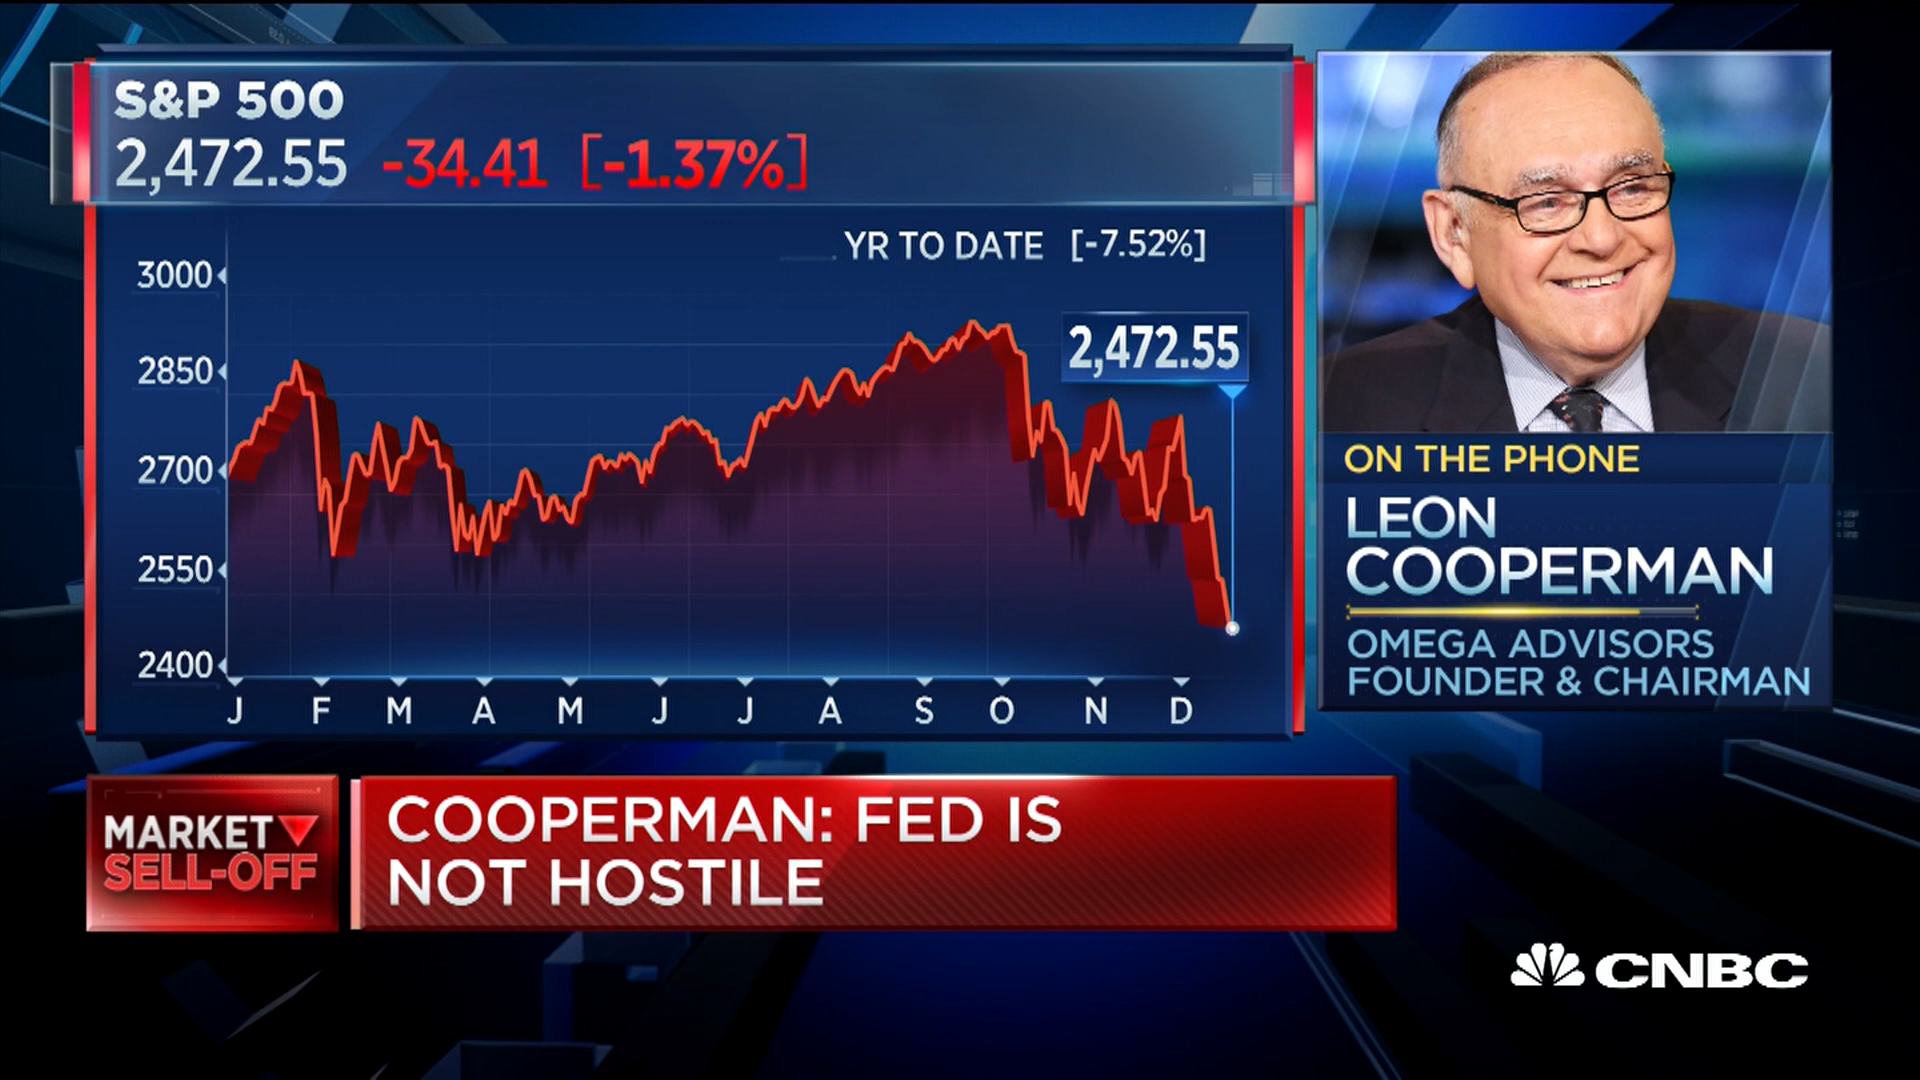 S&P 500
2,472.55 -34.41 [-1.37%]
YR TO DATE [-7.52%]
3000
2850
2700
2550
2400
2,472.55
J F M A M J J A S O N D
ON THE PHONE
LEON
COOPERMAN
OMEGA ADVISORS
FOUNDER & CHAIRMAN
MARKET
SELL-OFF
COOPERMAN: FED IS
NOT HOSTILE
CNBC